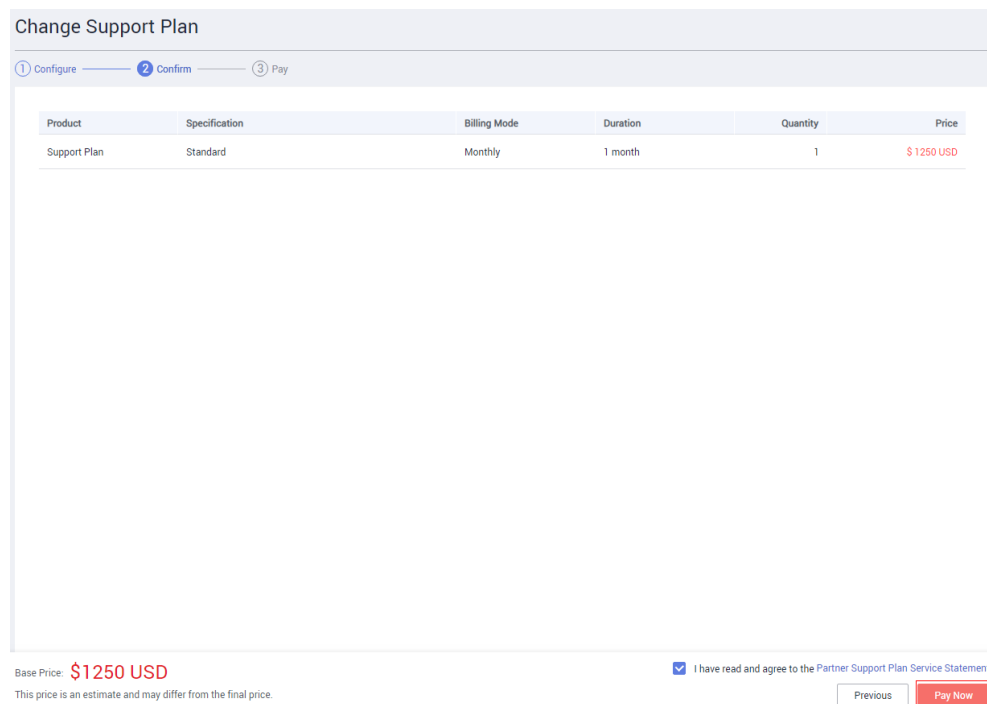 Change Support Plan
1 Configure 2 Confirm 3 Pay
Product Specification Billing Mode Duration Quantity Price
Support Plan Standard Monthly 1 month 1 $ 1250 USD
Base Price: $1250 USD
I have read and agree to the Partner Support Plan Service Statemen
This price is an estimate and may differ from the final price.
Previous Pay Now